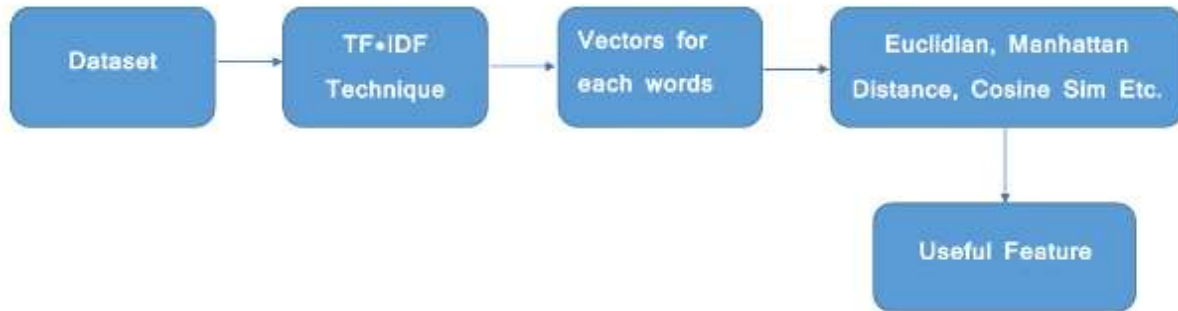 Dataset
TF*IDF
Technique
Vectors for
each words
Euclidian, Manhattan
Distance, Cosine Sim Etc.
Useful Feature